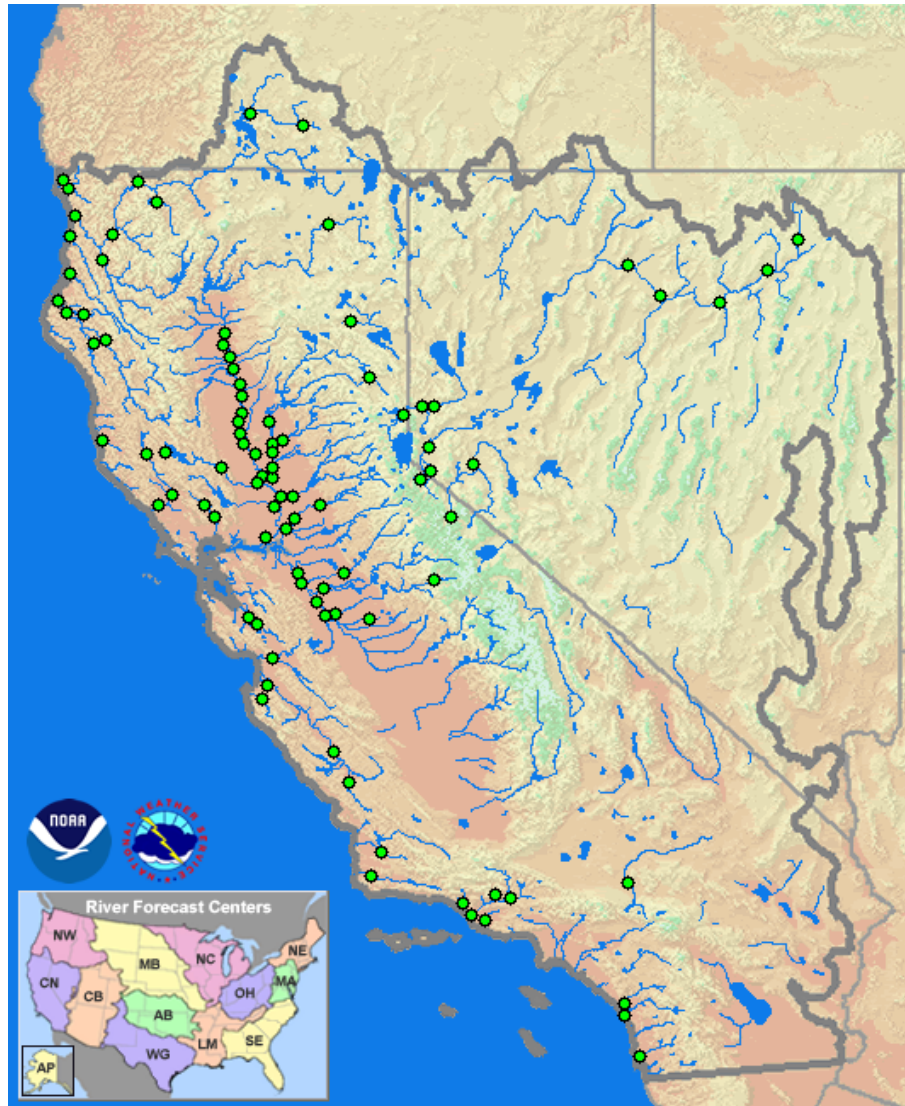 NOAA
NATIONAL WEATHER SERVICE
River Forecast Centers
NW
MB
NC
NE
CN
CB
OH
MA
AB
LM
SE
WG
AP